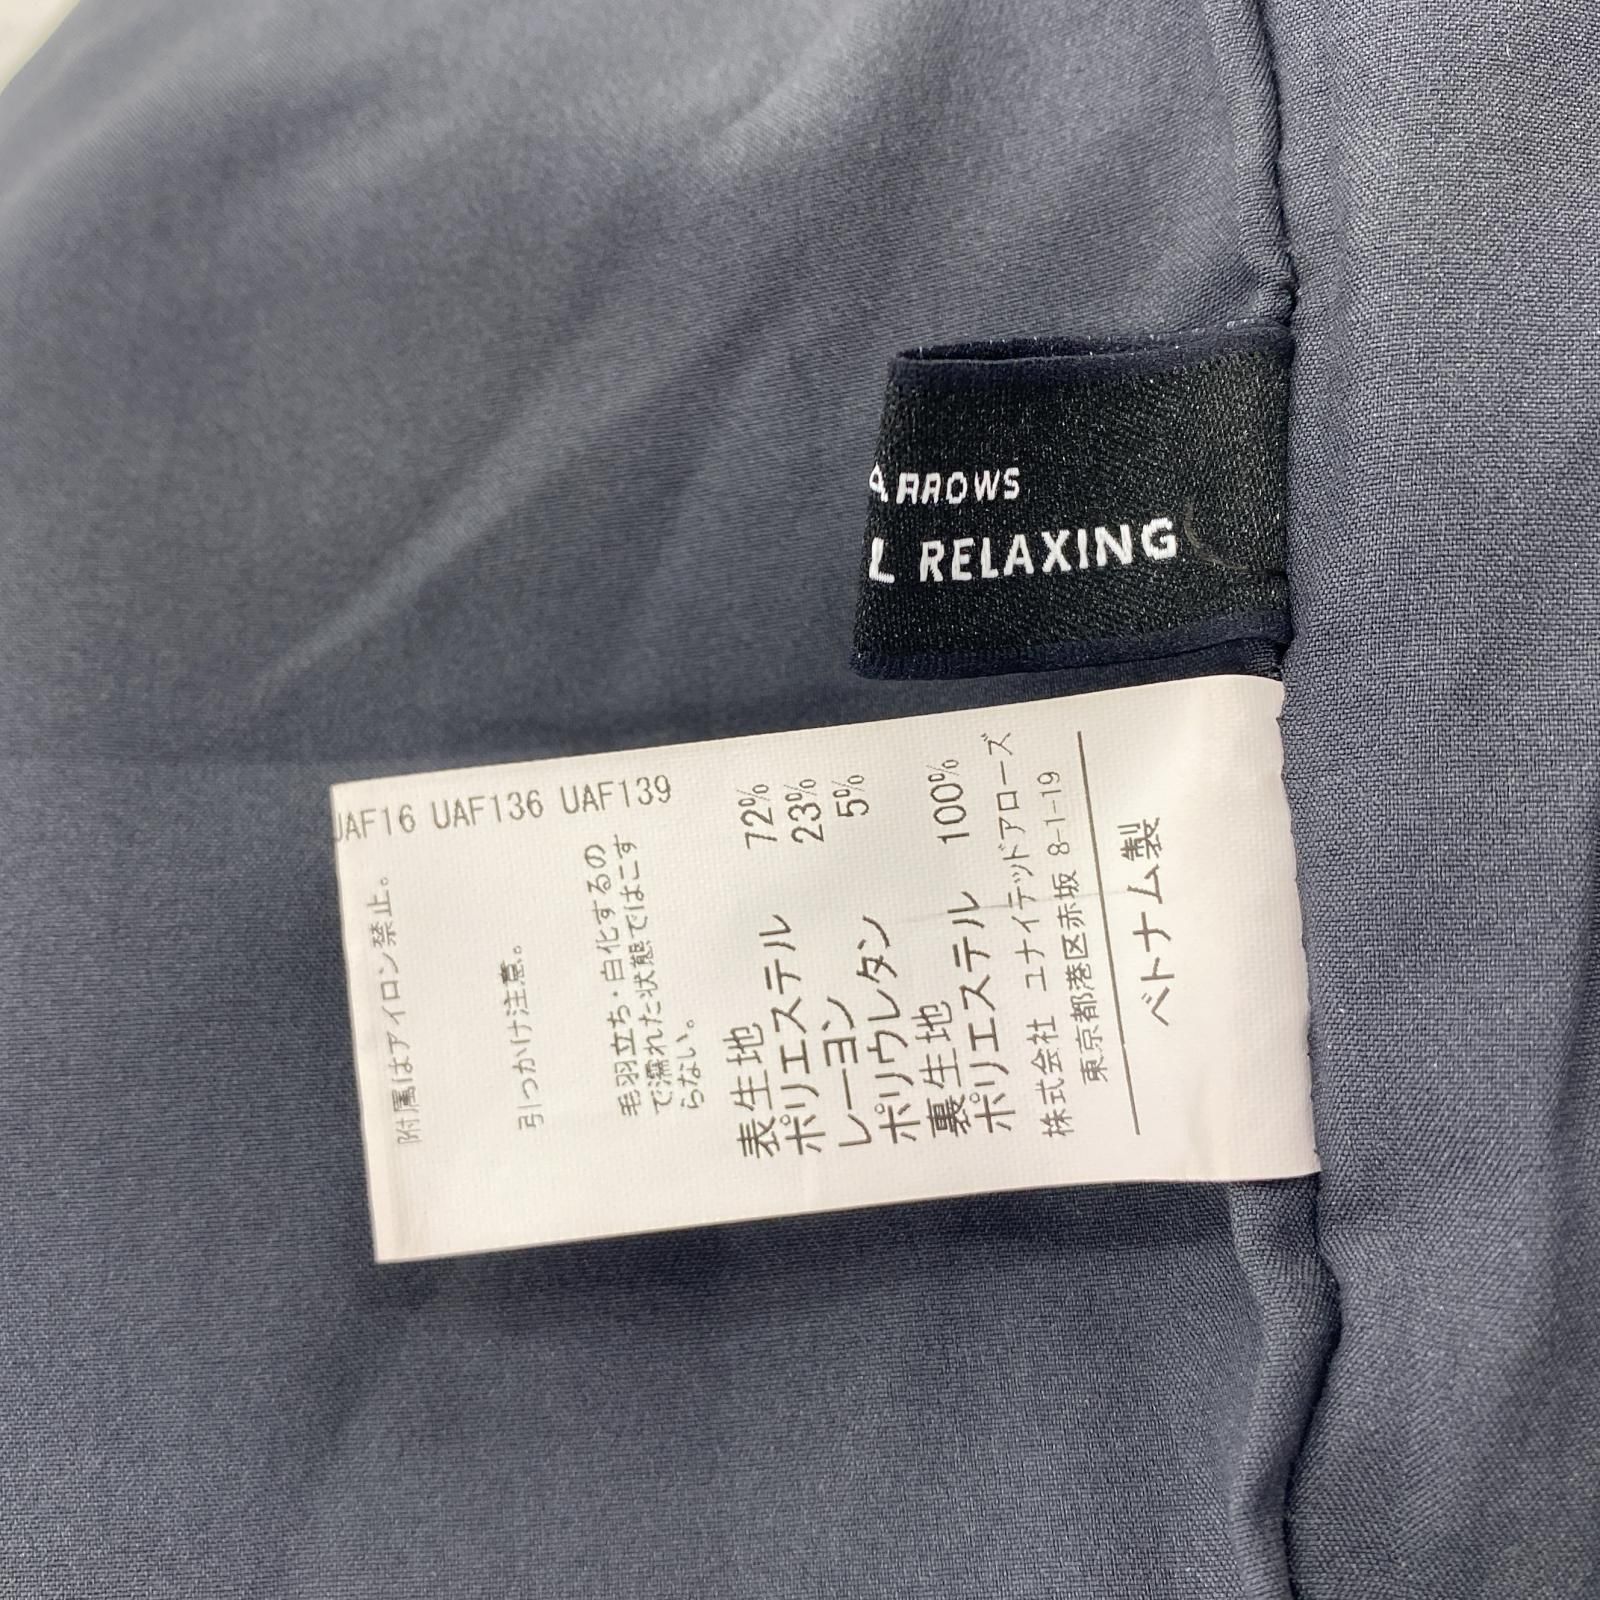 ARROWS
L RELAXING
UAF16 UAF136 UAF139
附属はアイロン禁止。
引っかけ注意。
毛羽立ち・白化するの
で濡れた状態ではこす
らない。
表生地
ポリエステル 72%
レーヨン 23%
ポリウレタン 5%
裏生地
ポリエステル 100%
株式会社 ユナイテッドアローズ
東京都港区赤坂 8-1-19
ベトナム製